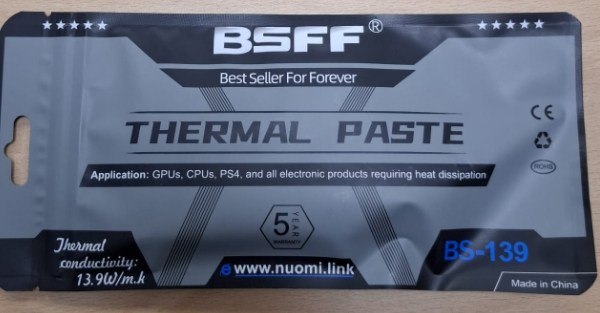 ★★★★★
BSFF®
★★★★★
Best Seller For Forever
THERMAL PASTE
CE
ROHS
Application: GPUs, CPUs, PS4, and all electronic products requiring heat dissipation
Made in China
5 YEAR
WARRANTY
Thermal
conductivity:
13.9W/m.k
BS-139
www.nuomi.link